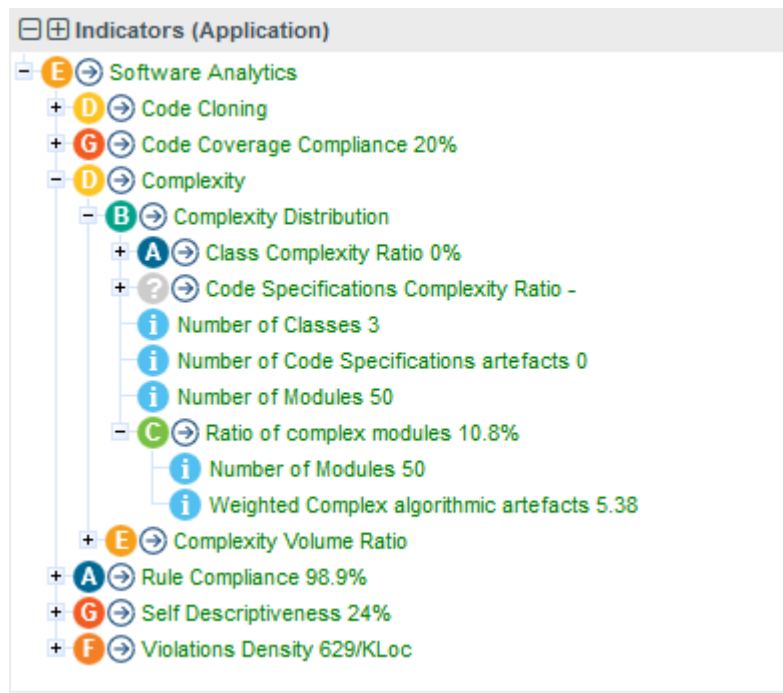 Indicators (Application)
E Software Analytics
D Code Cloning
G Code Coverage Compliance 20%
D Complexity
B Complexity Distribution
A Class Complexity Ratio 0%
? Code Specifications Complexity Ratio -
i Number of Classes 3
i Number of Code Specifications artefacts 0
i Number of Modules 50
C Ratio of complex modules 10.8%
i Number of Modules 50
i Weighted Complex algorithmic artefacts 5.38
E Complexity Volume Ratio
A Rule Compliance 98.9%
G Self Descriptiveness 24%
F Violations Density 629/KLoc